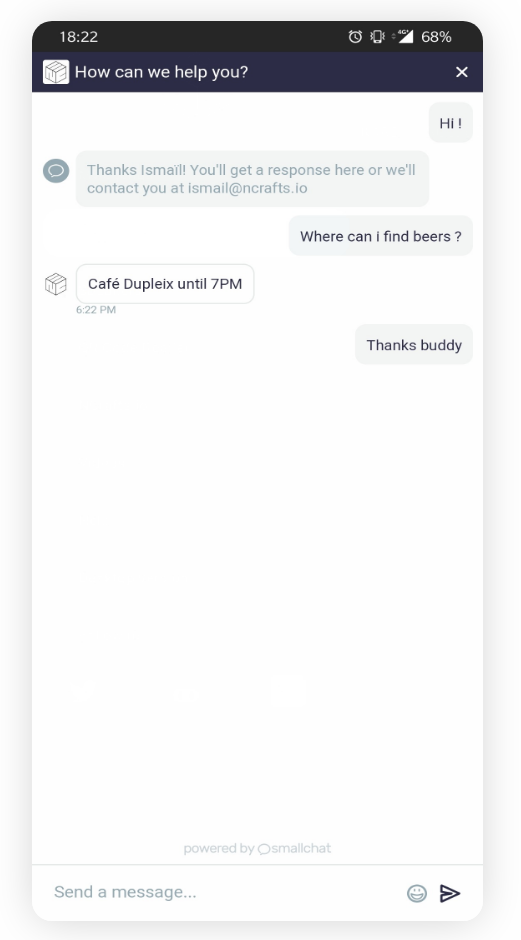 18:22
4G+ 68%
How can we help you?
Hi !
Thanks Ismaïl! You'll get a response here or we'll
contact you at ismail@ncrafts.io
Where can i find beers ?
Café Dupleix until 7PM
6:22 PM
Thanks buddy
powered by smallchat
Send a message...